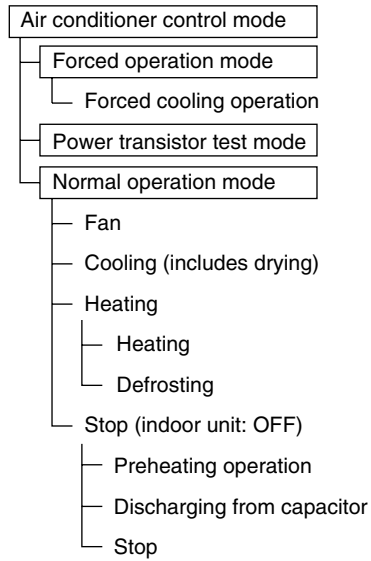 Air conditioner control mode
Forced operation mode
Forced cooling operation
Power transistor test mode
Normal operation mode
Fan
Cooling (includes drying)
Heating
Heating
Defrosting
Stop (indoor unit: OFF)
Preheating operation
Discharging from capacitor
Stop